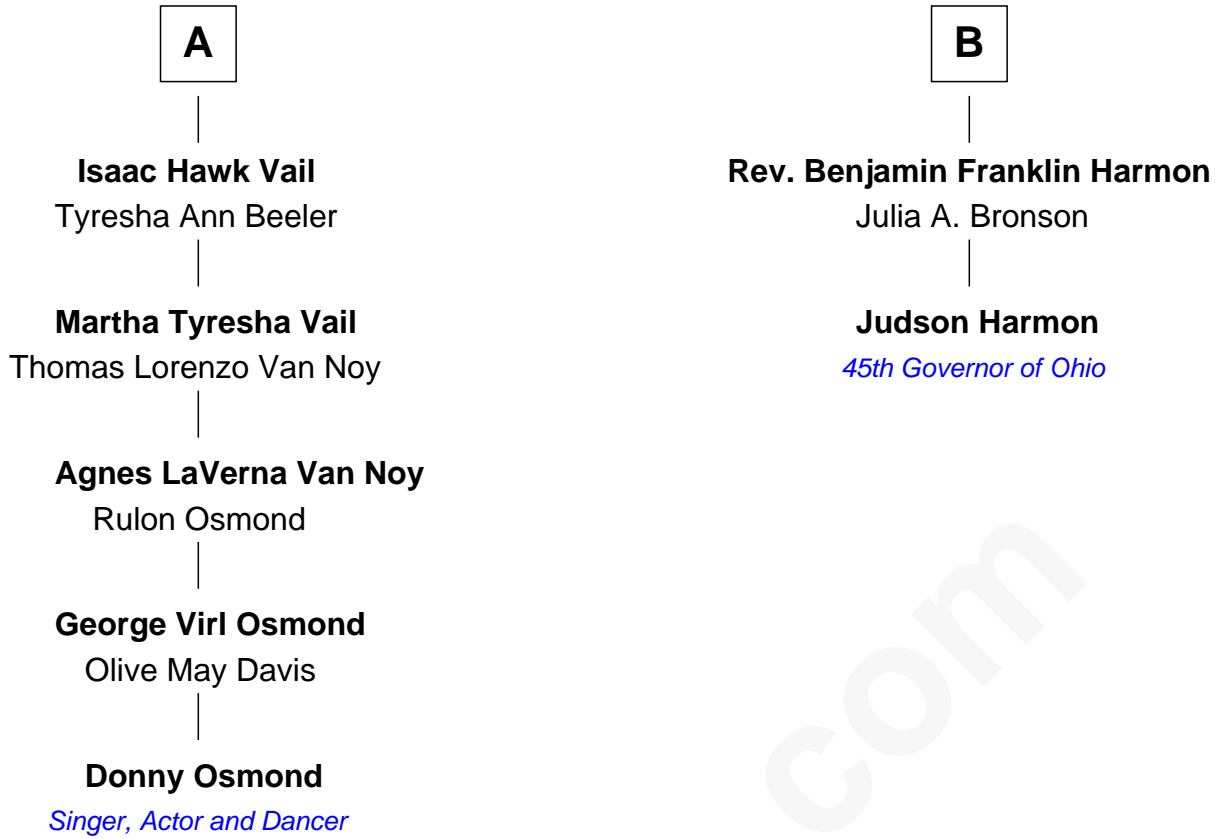 A
Isaac Hawk Vail
Tyresha Ann Beeler
Martha Tyresha Vail
Thomas Lorenzo Van Noy
Agnes LaVerna Van Noy
Rulon Osmond
George Virl Osmond
Olive May Davis
Donny Osmond
Singer, Actor and Dancer
B
Rev. Benjamin Franklin Harmon
Julia A. Bronson
Judson Harmon
45th Governor of Ohio
com